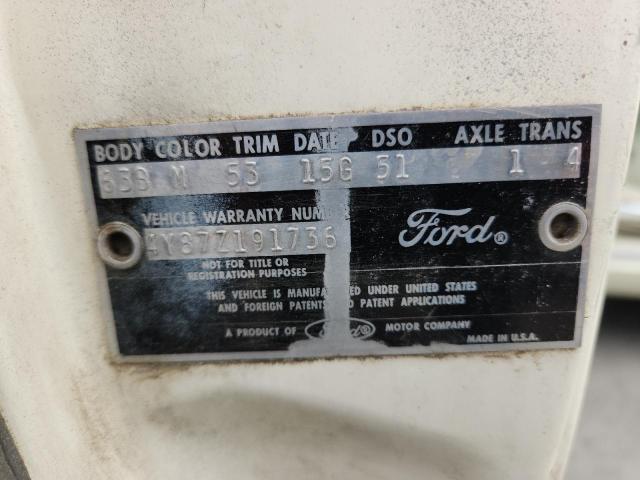 BODY COLOR TRIM DATE DSO AXLE TRANS
63B M 53 15G 51 1 4
VEHICLE WARRANTY NUM
4Y87Z191736
Ford®
NOT FOR TITLE OR
REGISTRATION PURPOSES
THIS VEHICLE IS MANUFA ED UNDER UNITED STATES
AND FOREIGN PATENTS AND PATENT APPLICATIONS
A PRODUCT OF Ford® MOTOR COMPANY
MADE IN U.S.A.